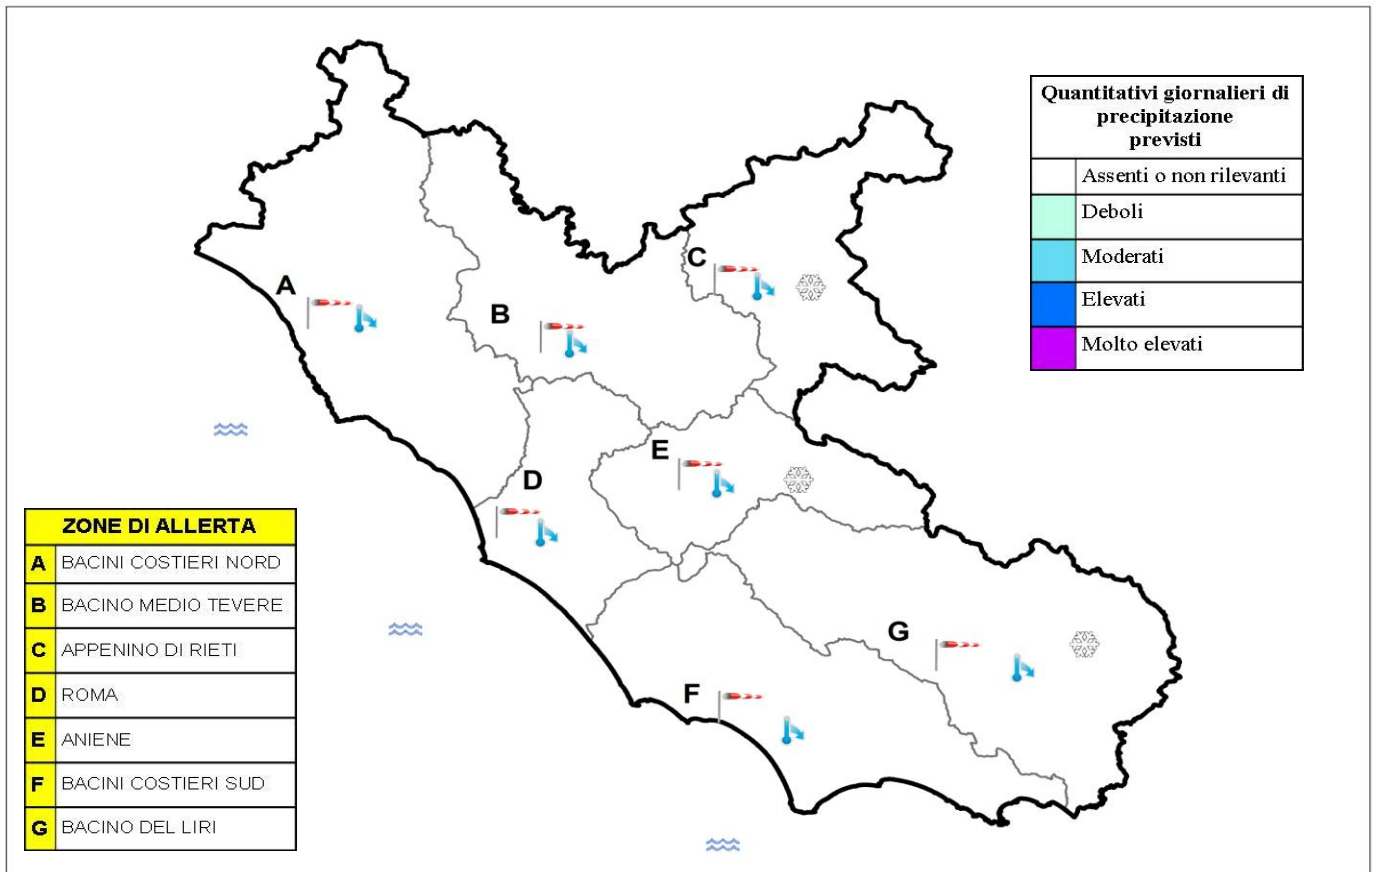 Quantitativi giornalieri di
precipitazione
previsti
Assenti o non rilevanti
Deboli
Moderati
Elevati
Molto elevati
A
B
C
D
E
F
G
ZONE DI ALLERTA
A BACINI COSTIERI NORD
B BACINO MEDIO TEVERE
C APPENINO DI RIETI
D ROMA
E ANIENE
F BACINI COSTIERI SUD
G BACINO DEL LIRI